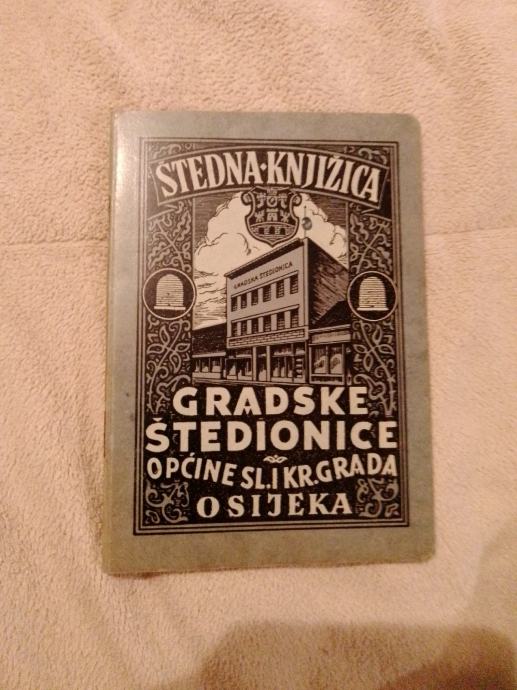 ŠTEDNA·KNJIŽICA
GRADSKA ŠTEDIONICA
GRADSKE
ŠTEDIONICE
OPĆINE SL. I KR. GRADA
OSIJEKA